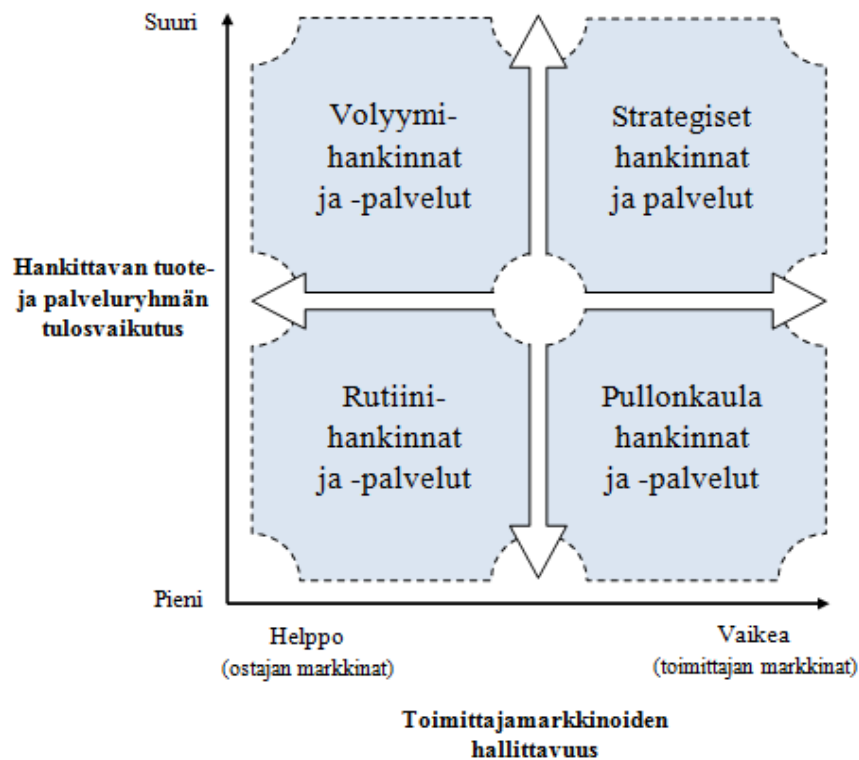 Suuri
Volyymi-
hankinnat
ja -palvelut
Strategiset
hankinnat
ja palvelut
Hankittavan tuote-
ja palveluryhmän
tulosvaikutus
Rutiini-
hankinnat
ja -palvelut
Pullonkaula
hankinnat
ja -palvelut
Pieni
Helppo
(ostajan markkinat)
Vaikea
(toimittajan markkinat)
Toimittajamarkkinoiden
hallittavuus